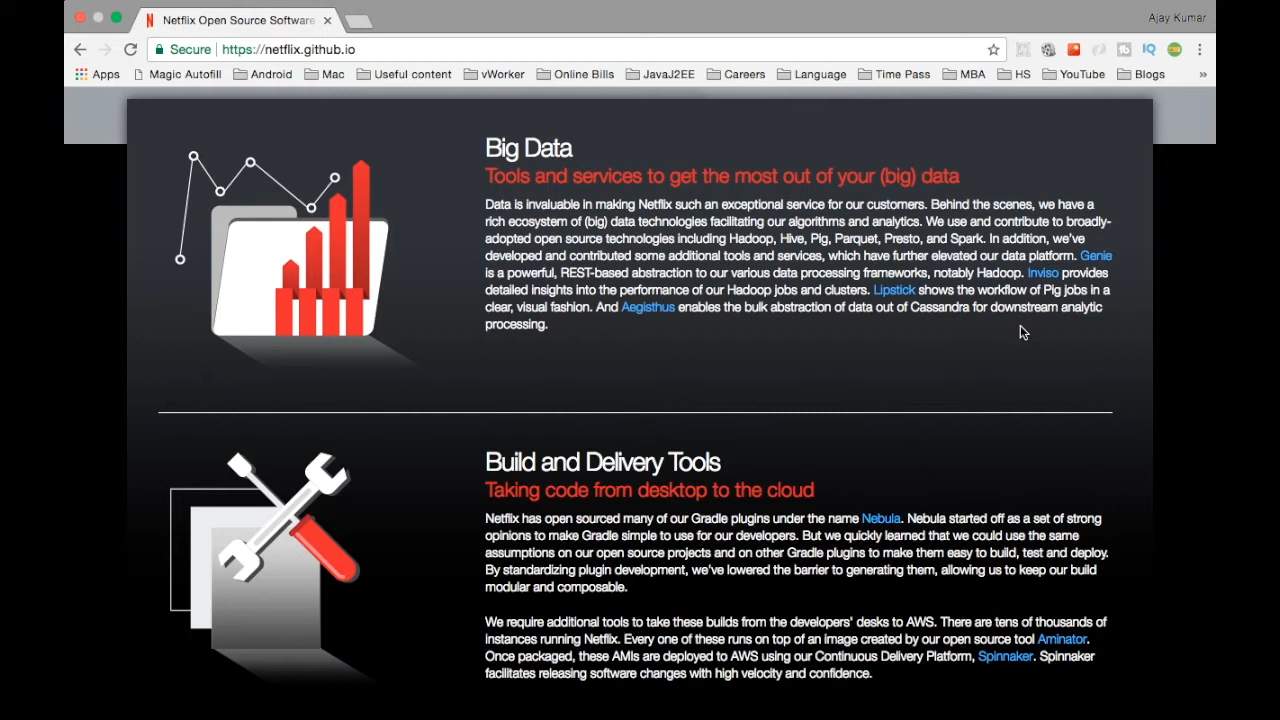 Netflix Open Source Software
Ajay Kumar
Secure
https://netflix.github.io
Apps
Magic Autofill
Android
Mac
Useful content
vWorker
Online Bills
JavaJ2EE
Careers
Language
Time Pass
MBA
HS
YouTube
Blogs
»
Big Data
Tools and services to get the most out of your (big) data
Data is invaluable in making Netflix such an exceptional service for our customers. Behind the scenes, we have a
rich ecosystem of (big) data technologies facilitating our algorithms and analytics. We use and contribute to broadly-
adopted open source technologies including Hadoop, Hive, Pig, Parquet, Presto, and Spark. In addition, we've
developed and contributed some additional tools and services, which have further elevated our data platform. Genie
is a powerful, REST-based abstraction to our various data processing frameworks, notably Hadoop. Inviso provides
detailed insights into the performance of our Hadoop jobs and clusters. Lipstick shows the workflow of Pig jobs in a
clear, visual fashion. And Aegisthus enables the bulk abstraction of data out of Cassandra for downstream analytic
processing.
Build and Delivery Tools
Taking code from desktop to the cloud
Netflix has open sourced many of our Gradle plugins under the name Nebula. Nebula started off as a set of strong
opinions to make Gradle simple to use for our developers. But we quickly learned that we could use the same
assumptions on our open source projects and on other Gradle plugins to make them easy to build, test and deploy.
By standardizing plugin development, we've lowered the barrier to generating them, allowing us to keep our build
modular and composable.
We require additional tools to take these builds from the developers' desks to AWS. There are tens of thousands of
instances running Netflix. Every one of these runs on top of an image created by our open source tool Aminator.
Once packaged, these AMIs are deployed to AWS using our Continuous Delivery Platform, Spinnaker. Spinnaker
facilitates releasing software changes with high velocity and confidence.